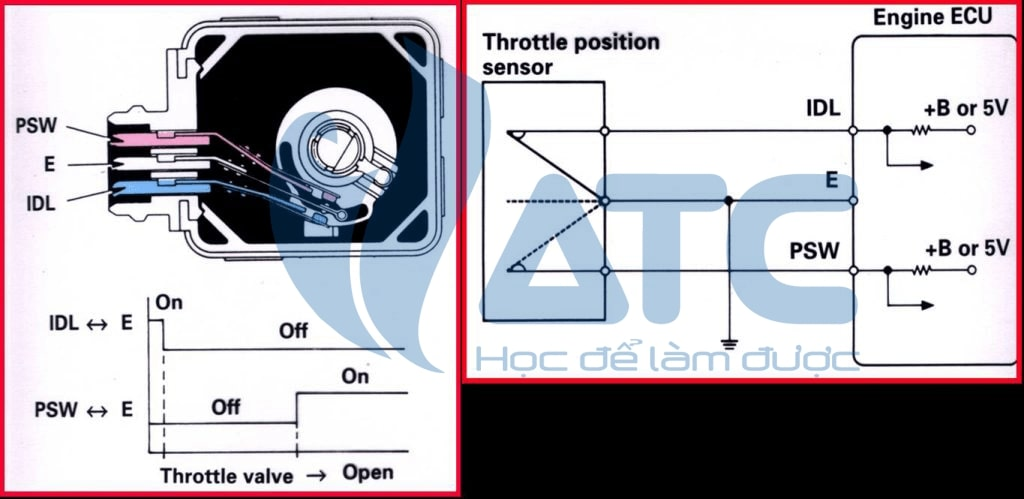 PSW
E
IDL
On
IDL ↔ E
Off
On
PSW ↔ E
Off
Throttle valve → Open
Engine ECU
Throttle position
sensor
IDL
+B or 5V
E
PSW
+B or 5V
ATC
Học để làm được